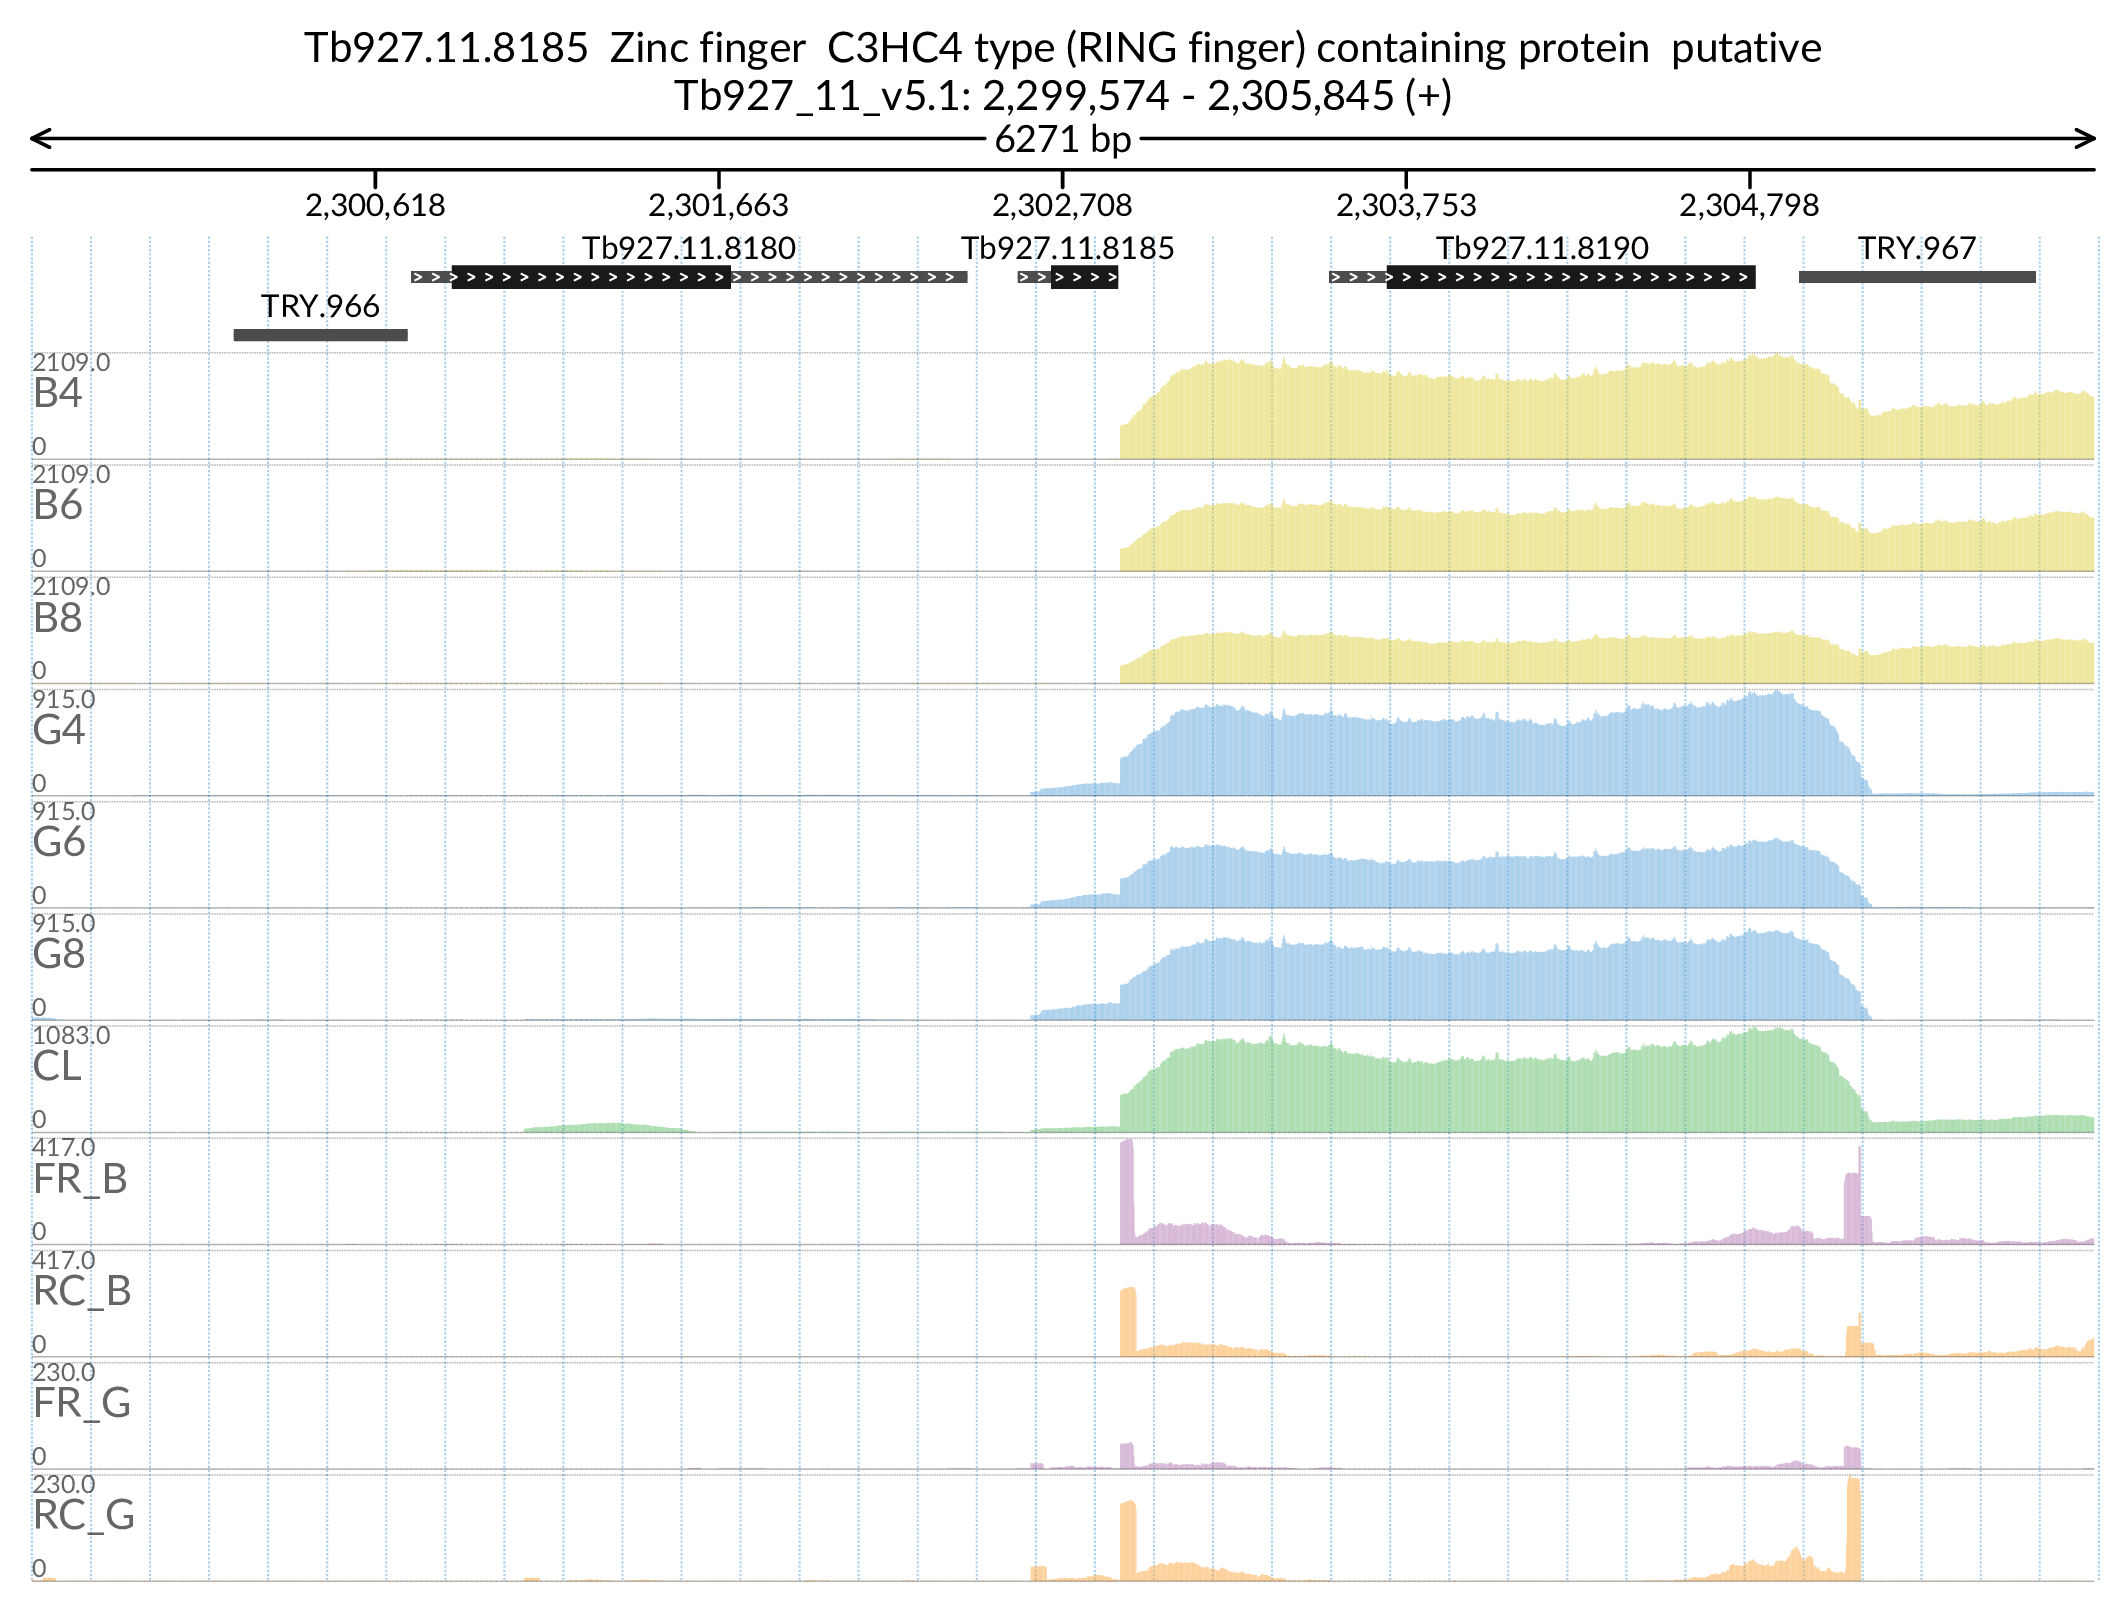 Tb927.11.8185  Zinc finger  C3HC4 type (RING finger) containing protein  putative
Tb927_11_v5.1: 2,299,574 - 2,305,845 (+)
6271 bp
2,300,618 2,301,663 2,302,708 2,303,753 2,304,798
Tb927.11.8180 Tb927.11.8185 Tb927.11.8190 TRY.967
TRY.966
2109.0
B4
0
2109.0
B6
0
2109.0
B8
0
915.0
G4
0
915.0
G6
0
915.0
G8
0
1083.0
CL
0
417.0
FR_B
0
417.0
RC_B
0
230.0
FR_G
0
230.0
RC_G
0